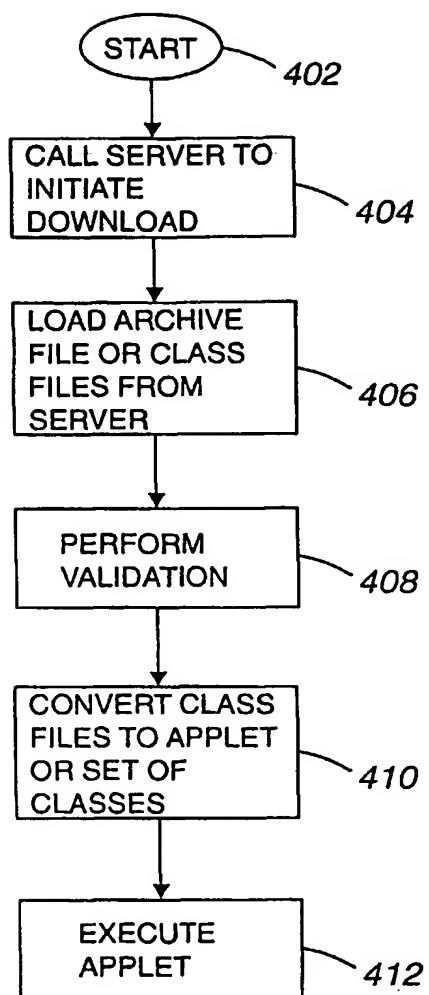 START
402
CALL SERVER TO
INITIATE
DOWNLOAD
404
LOAD ARCHIVE
FILE OR CLASS
FILES FROM
SERVER
406
PERFORM
VALIDATION
408
CONVERT CLASS
FILES TO APPLET
OR SET OF
CLASSES
410
EXECUTE
APPLET
412